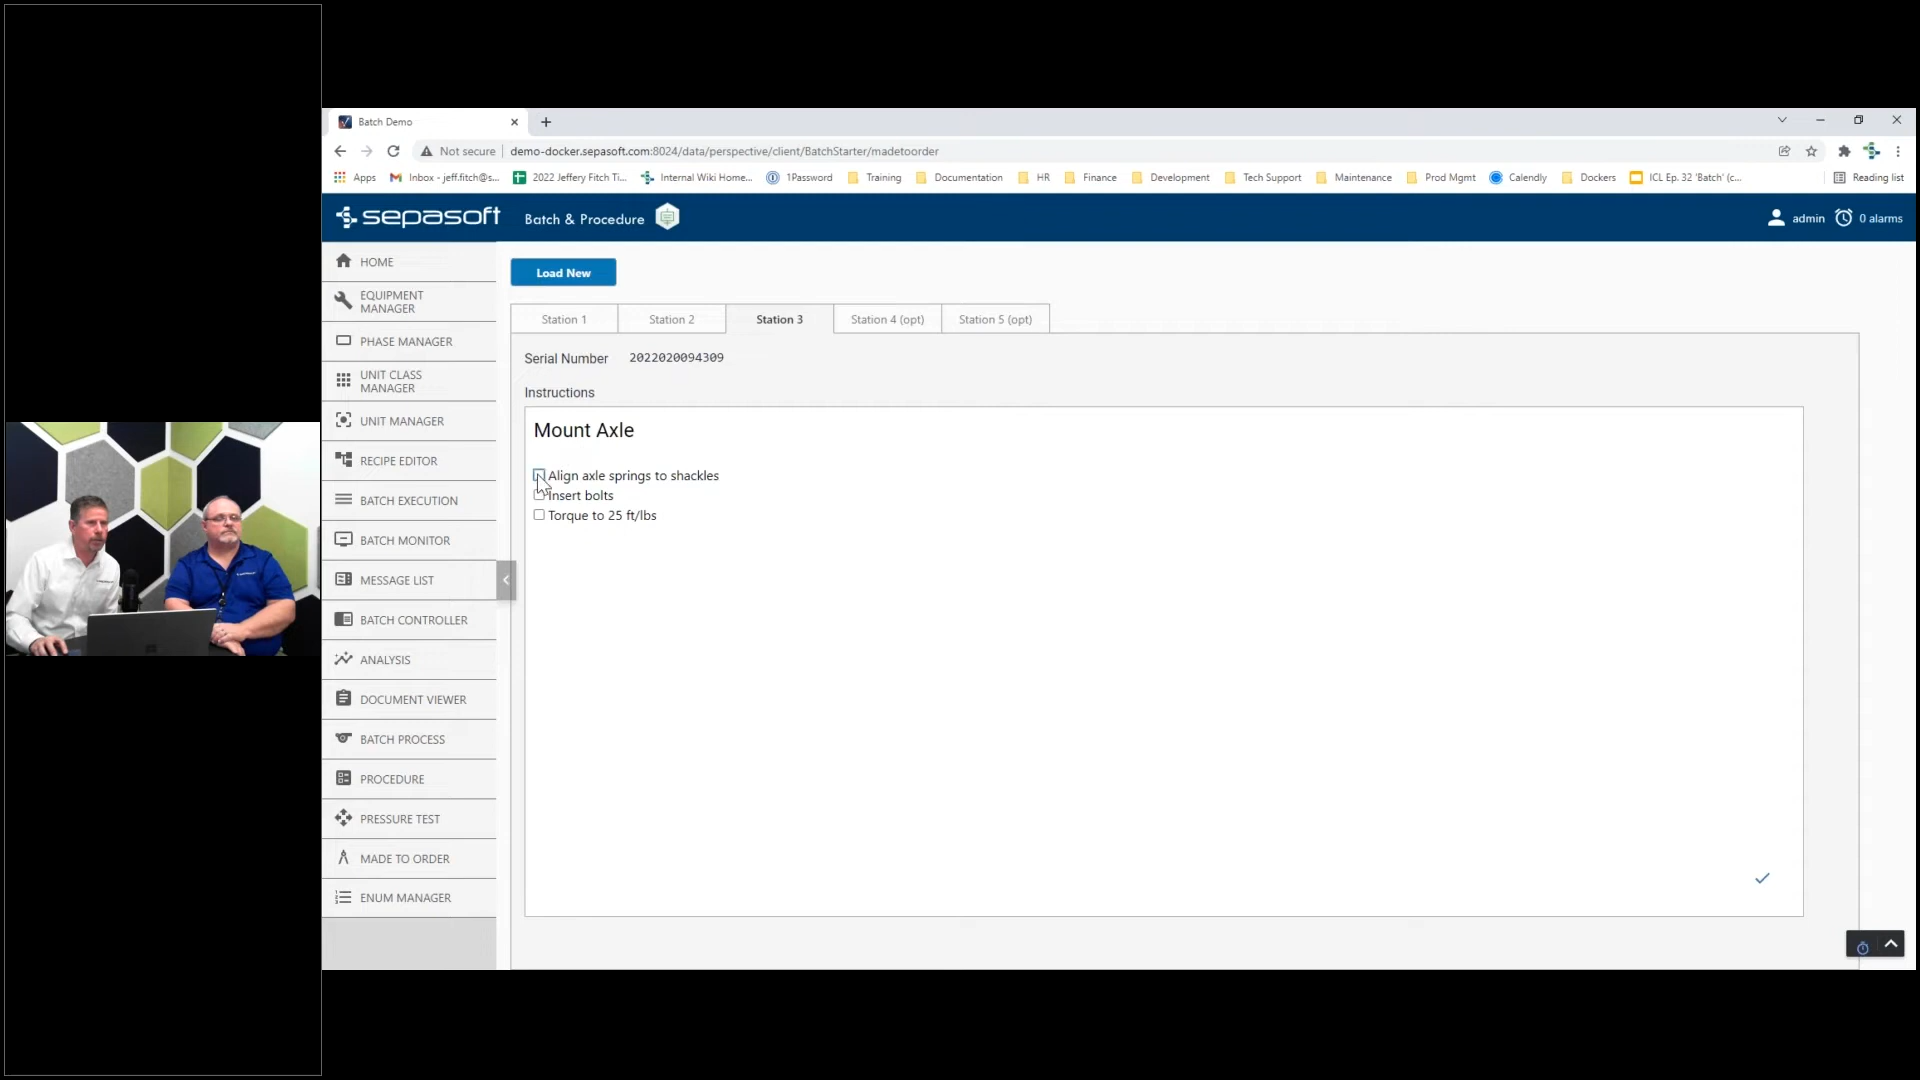 Batch Demo
Not secure
demo-docker.sepasoft.com:8024/data/perspective/client/BatchStarter/madetoorder
Apps
Inbox - jeff.fitch@s...
2022 Jeffery Fitch Ti...
Internal Wiki Home...
1Password
Training
Documentation
HR
Finance
Development
Tech Support
Maintenance
Prod Mgmt
Calendly
Dockers
ICL Ep. 32 'Batch' (c...
Reading list
sepasoft
Batch & Procedure
admin
0 alarms
HOME
EQUIPMENT
MANAGER
PHASE MANAGER
UNIT CLASS
MANAGER
UNIT MANAGER
RECIPE EDITOR
BATCH EXECUTION
BATCH MONITOR
MESSAGE LIST
BATCH CONTROLLER
ANALYSIS
DOCUMENT VIEWER
BATCH PROCESS
PROCEDURE
PRESSURE TEST
MADE TO ORDER
ENUM MANAGER
Load New
Station 1
Station 2
Station 3
Station 4 (opt)
Station 5 (opt)
Serial Number 2022020094309
Instructions
Mount Axle
Align axle springs to shackles
Insert bolts
Torque to 25 ft/lbs